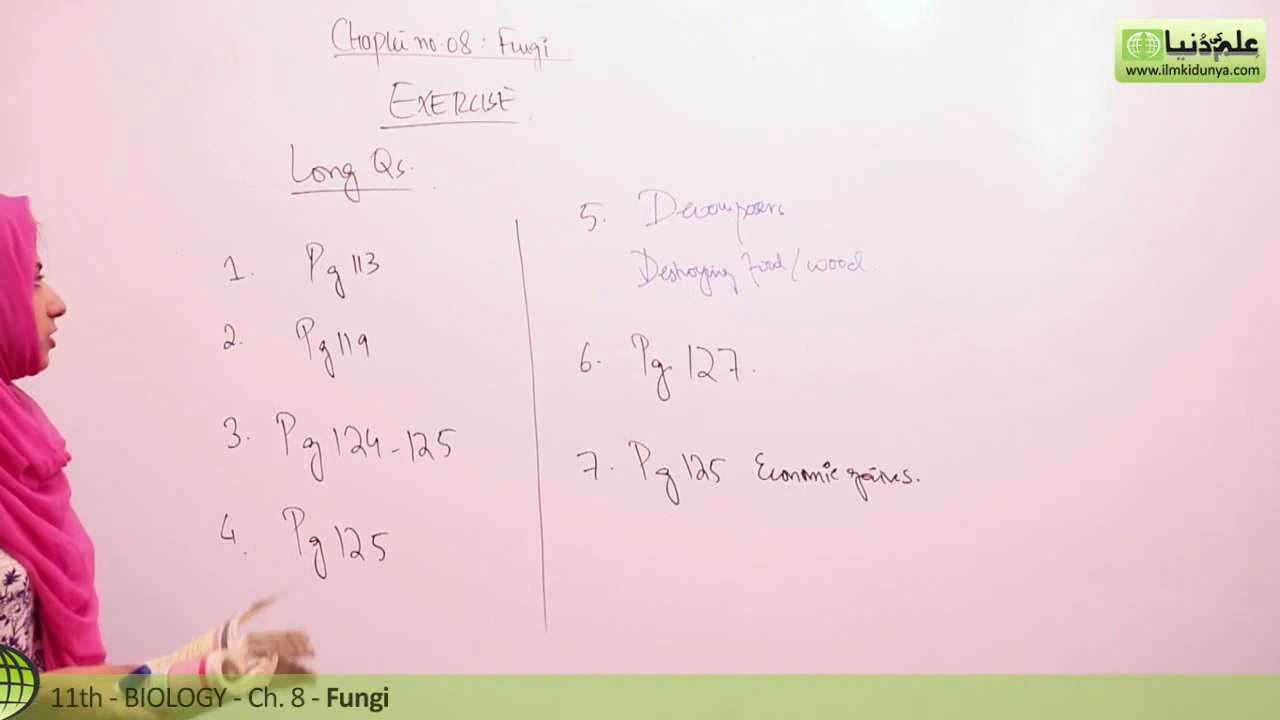 Chapter no. 08 : Fungi
EXERCISE
Long Qs.
1. Pg 113
2. Pg 119
3. Pg 124-125
4. Pg 125
5. Decomposers
Destroying food/wood.
6. Pg 127.
7. Pg 125 Economic gains.
علم کی دُنیا
www.ilmkidunya.com
11th - BIOLOGY - Ch. 8 - Fungi